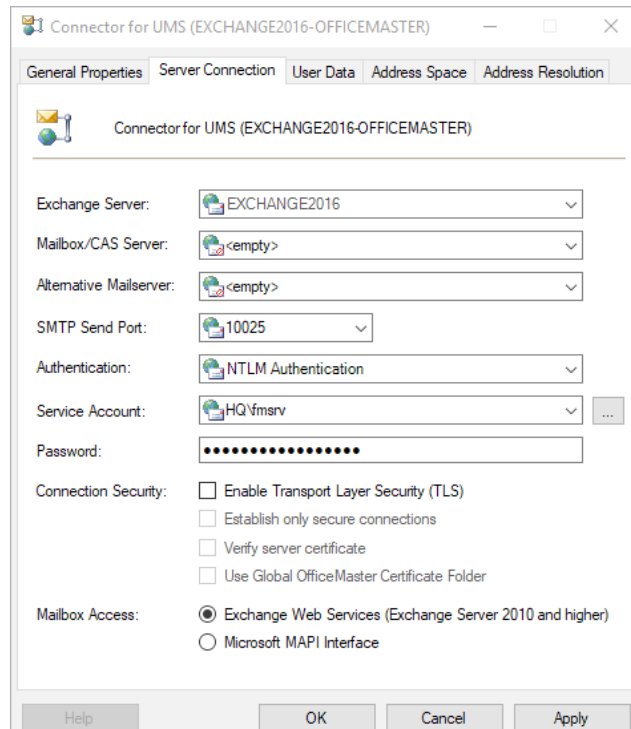 Connector for UMS (EXCHANGE2016-OFFICEMASTER)
General Properties Server Connection User Data Address Space Address Resolution
Connector for UMS (EXCHANGE2016-OFFICEMASTER)
Exchange Server: EXCHANGE2016
Mailbox/CAS Server: <empty>
Alternative Mailserver: <empty>
SMTP Send Port: 10025
Authentication: NTLM Authentication
Service Account: HQ\fmsrv ...
Password: •••••••••••••••••
Connection Security: Enable Transport Layer Security (TLS)
Establish only secure connections
Verify server certificate
Use Global OfficeMaster Certificate Folder
Mailbox Access: Exchange Web Services (Exchange Server 2010 and higher)
Microsoft MAPI Interface
Help OK Cancel Apply